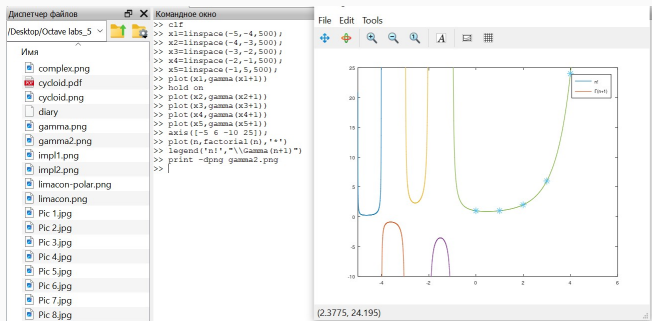 Диспетчер файлов
/Desktop/Octave labs_5
Имя
complex.png
cycloid.pdf
cycloid.png
diary
gamma.png
gamma2.png
impl1.png
impl2.png
limacon-polar.png
limacon.png
Pic 1.jpg
Pic 2.jpg
Pic 3.jpg
Pic 4.jpg
Pic 5.jpg
Pic 6.jpg
Pic 7.jpg
Pic 8.jpg
Командное окно
>> clf
>> x1=linspace(-5,-4,500);
>> x2=linspace(-4,-3,500);
>> x3=linspace(-3,-2,500);
>> x4=linspace(-2,-1,500);
>> x5=linspace(-1,5,500);
>> plot(x1,gamma(x1+1))
>> hold on
>> plot(x2,gamma(x2+1))
>> plot(x3,gamma(x3+1))
>> plot(x4,gamma(x4+1))
>> plot(x5,gamma(x5+1))
>> axis([-5 6 -10 25]);
>> plot(n,factorial(n),'*')
>> legend('n!',"\\Gamma(n+1)")
>> print -dpng gamma2.png
>>
File Edit Tools
A
25
20
15
10
5
0
-5
-10
-4
-2
0
2
4
6
n!
Γ(n+1)
(2.3775, 24.195)